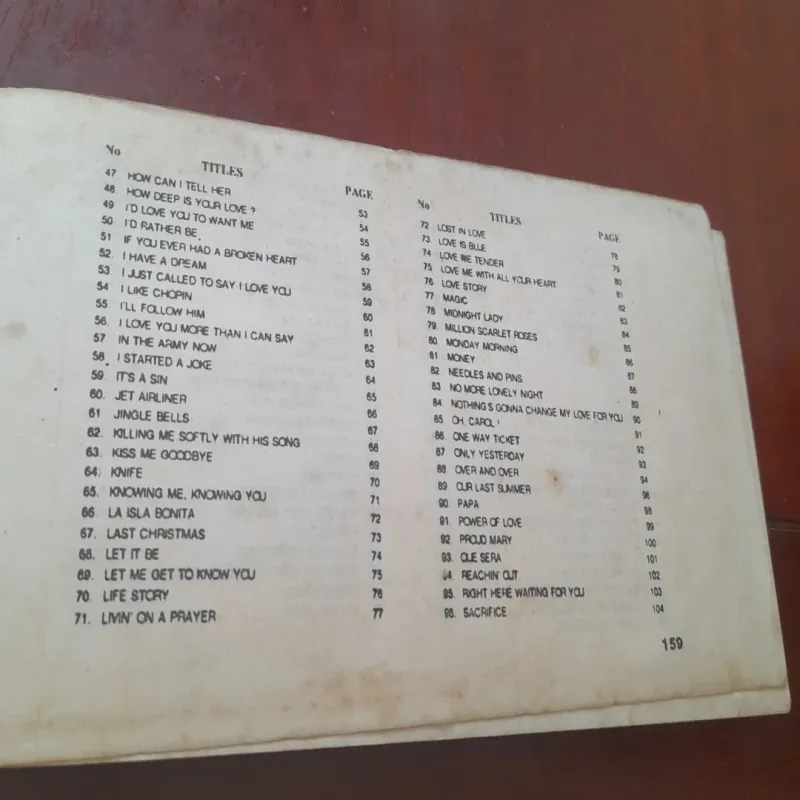 No TITLES PAGE
47 HOW CAN I TELL HER 53
48 HOW DEEP IS YOUR LOVE ? 54
49 I'D LOVE YOU TO WANT ME 55
50 I'D RATHER BE 56
51 IF YOU EVER HAD A BROKEN HEART 57
52. I HAVE A DREAM 58
53. I JUST CALLED TO SAY I LOVE YOU 59
54 I LIKE CHOPIN 60
55. I'LL FOLLOW HIM 61
56. I LOVE YOU MORE THAN I CAN SAY 62
57 IN THE ARMY NOW 63
58. I STARTED A JOKE 64
59. IT'S A SIN 65
60. JET AIRLINER 66
61 JINGLE BELLS 67
62. KILLING ME SOFTLY WITH HIS SONG 68
63. KISS ME GOODBYE 69
64. KNIFE 70
65. KNOWING ME, KNOWING YOU 71
66 LA ISLA BONITA 72
67. LAST CHRISTMAS 73
68. LET IT BE 74
69. LET ME GET TO KNOW YOU 75
70. LIFE STORY 76
71. LIVIN' ON A PRAYER 77
No TITLES PAGE
72 LOST IN LOVE 78
73. LOVE IS BLUE 79
74 LOVE ME TENDER 80
75 LOVE ME WITH ALL YOUR HEART 81
76 LOVE STORY 82
77. MAGIC 83
78 MIDNIGHT LADY 84
79. MILLION SCARLET ROSES 85
80 MONDAY MORNING 86
81 MONEY 87
82 NEEDLES AND PINS 88
83 NO MORE LONELY NIGHT 89
84. NOTHING'S GONNA CHANGE MY LOVE FOR YOU 90
85 OH, CAROL ! 91
86 ONE WAY TICKET 92
87 ONLY YESTERDAY 93
88. OVER AND OVER 94
89 OUR LAST SUMMER 96
90. PAPA 98
91. POWER OF LOVE 99
92. PROUD MARY 100
93. QUE SERA 101
94. REACHIN' OUT 102
95. RIGHT HERE WAITING FOR YOU 103
96. SACRIFICE 104
159